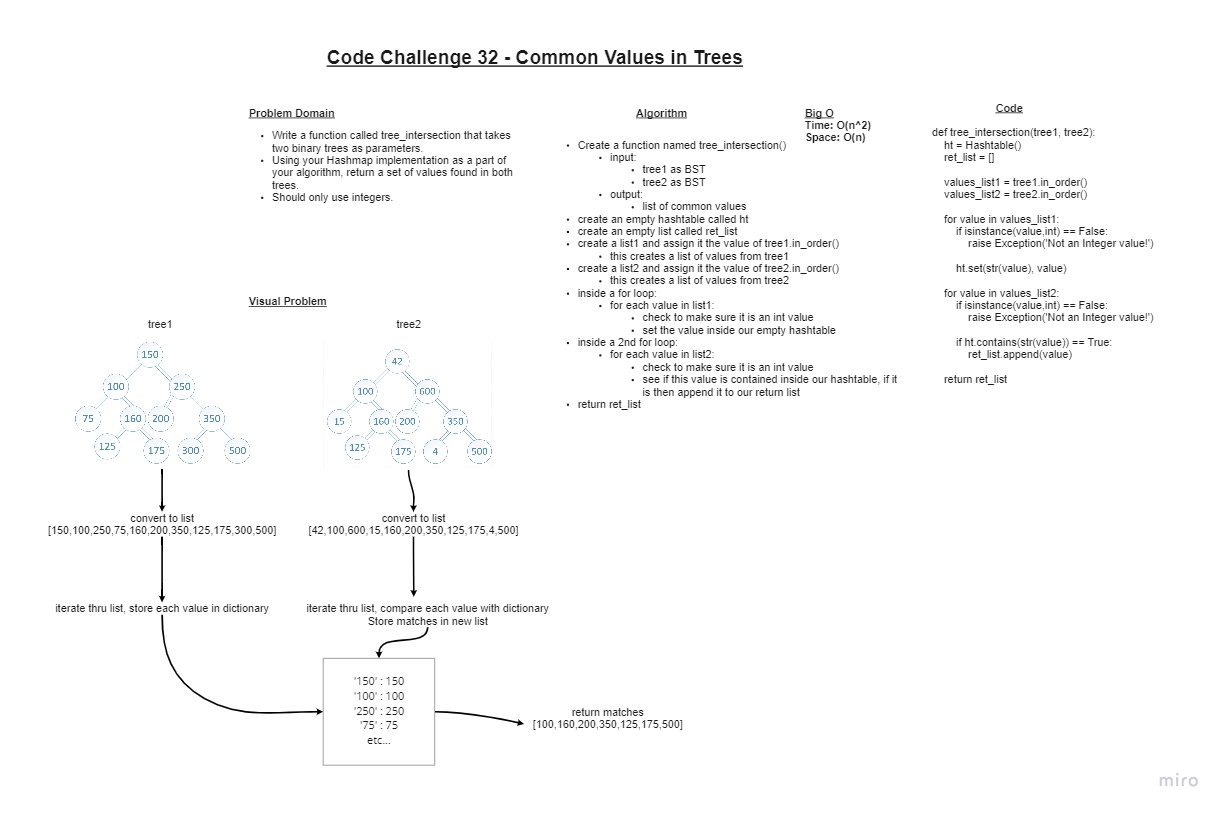 Code Challenge 32 - Common Values in Trees
Problem Domain
• Write a function called tree_intersection that takes
two binary trees as parameters.
• Using your Hashmap implementation as a part of
your algorithm, return a set of values found in both
trees.
• Should only use integers.
Visual Problem
tree1
150
100
250
75
160
200
350
125
175
300
500
convert to list
[150,100,250,75,160,200,350,125,175,300,500]
iterate thru list, store each value in dictionary
tree2
42
100
600
15
160
200
350
125
175
4
500
convert to list
[42,100,600,15,160,200,350,125,175,4,500]
iterate thru list, compare each value with dictionary
Store matches in new list
'150' : 150
'100' : 100
'250' : 250
'75' : 75
etc...
return matches
[100,160,200,350,125,175,500]
Algorithm
• Create a function named tree_intersection()
• input:
• tree1 as BST
• tree2 as BST
• output:
• list of common values
• create an empty hashtable called ht
• create an empty list called ret_list
• create a list1 and assign it the value of tree1.in_order()
• this creates a list of values from tree1
• create a list2 and assign it the value of tree2.in_order()
• this creates a list of values from tree2
• inside a for loop:
• for each value in list1:
• check to make sure it is an int value
• set the value inside our empty hashtable
• inside a 2nd for loop:
• for each value in list2:
• check to make sure it is an int value
• see if this value is contained inside our hashtable, if it
is then append it to our return list
• return ret_list
Big O
Time: O(n^2)
Space: O(n)
Code
def tree_intersection(tree1, tree2):
ht = Hashtable()
ret_list = []
values_list1 = tree1.in_order()
values_list2 = tree2.in_order()
for value in values_list1:
if isinstance(value,int) == False:
raise Exception('Not an Integer value!')
ht.set(str(value), value)
for value in values_list2:
if isinstance(value,int) == False:
raise Exception('Not an Integer value!')
if ht.contains(str(value)) == True:
ret_list.append(value)
return ret_list
miro